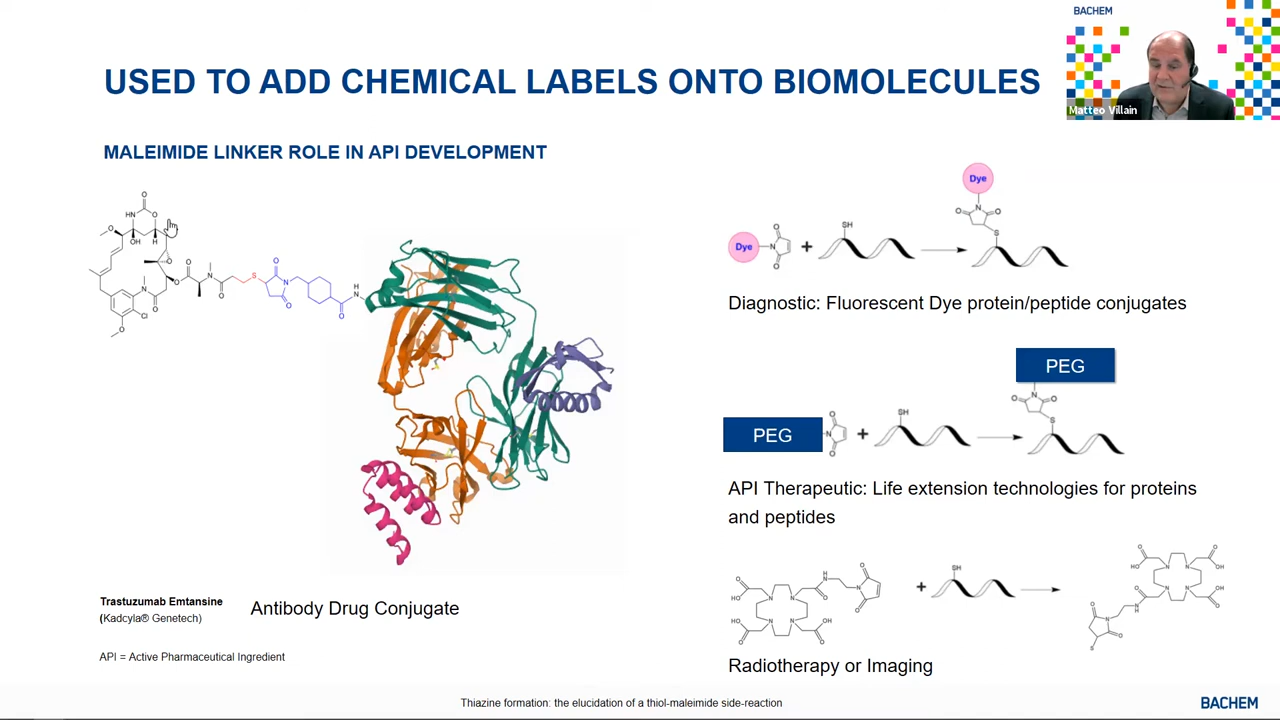 BACHEM
USED TO ADD CHEMICAL LABELS ONTO BIOMOLECULES
Matteo Villain
MALEIMIDE LINKER ROLE IN API DEVELOPMENT
Dye
Dye
SH
Diagnostic: Fluorescent Dye protein/peptide conjugates
PEG
PEG
SH
API Therapeutic: Life extension technologies for proteins
and peptides
SH
Radiotherapy or Imaging
Trastuzumab Emtansine
(Kadcyla® Genetech)
Antibody Drug Conjugate
API = Active Pharmaceutical Ingredient
Thiazine formation: the elucidation of a thiol-maleimide side-reaction
BACHEM